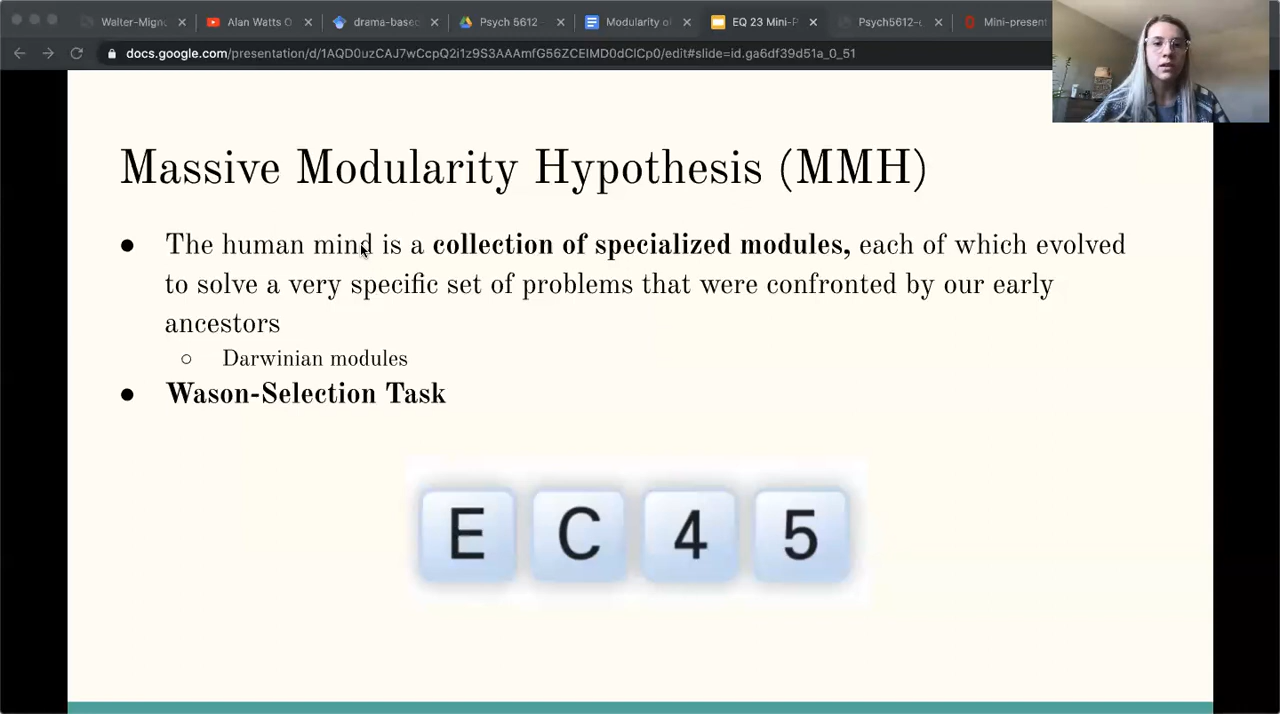 Walter-Mign
Alan Watts O
drama-based
Psych 5612
Modularity o
EQ 23 Mini-P
Psych5612-
Mini-present
docs.google.com/presentation/d/1AQD0uzCAJ7wCcpQ2i1z9S3AAAmfG56ZCElMD0dClCp0/edit#slide=id.ga6df39d51a_0_51
Massive Modularity Hypothesis (MMH)
● The human mind is a collection of specialized modules, each of which evolved
to solve a very specific set of problems that were confronted by our early
ancestors
○ Darwinian modules
● Wason-Selection Task
E C 4 5